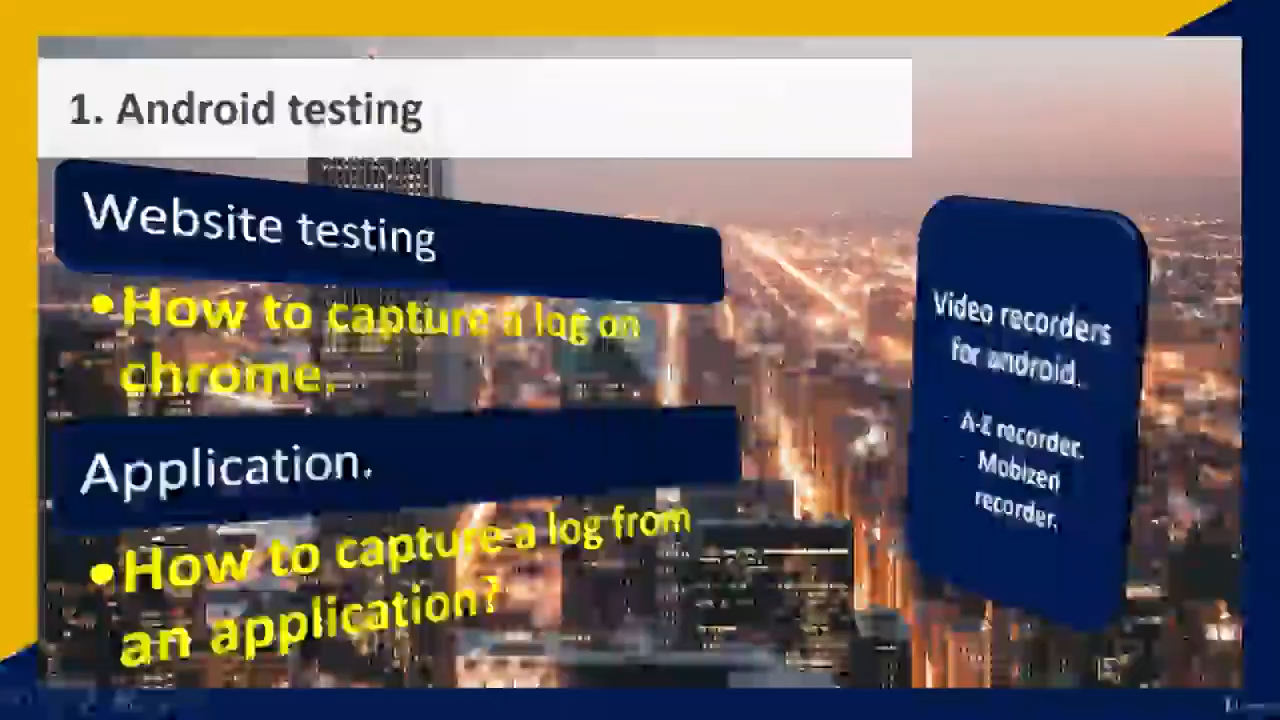 1. Android testing
Website testing
•How to capture a log on
chrome.
Application.
•How to capture a log from
an application?
Video recorders
for android.
A-Z recorder.
Mobizen
recorder.